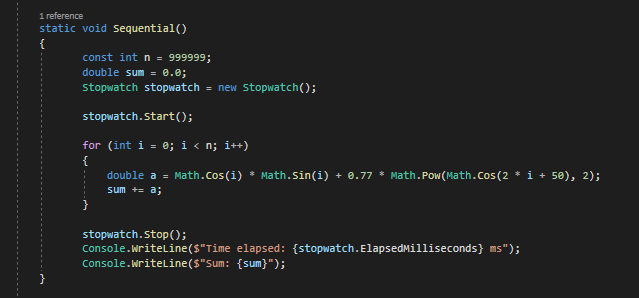 1 reference
static void Sequential()
{
const int n = 999999;
double sum = 0.0;
Stopwatch stopwatch = new Stopwatch();
stopwatch.Start();
for (int i = 0; i < n; i++)
{
double a = Math.Cos(i) * Math.Sin(i) + 0.77 * Math.Pow(Math.Cos(2 * i + 50), 2);
sum += a;
}
stopwatch.Stop();
Console.WriteLine($"Time elapsed: {stopwatch.ElapsedMilliseconds} ms");
Console.WriteLine($"Sum: {sum}");
}